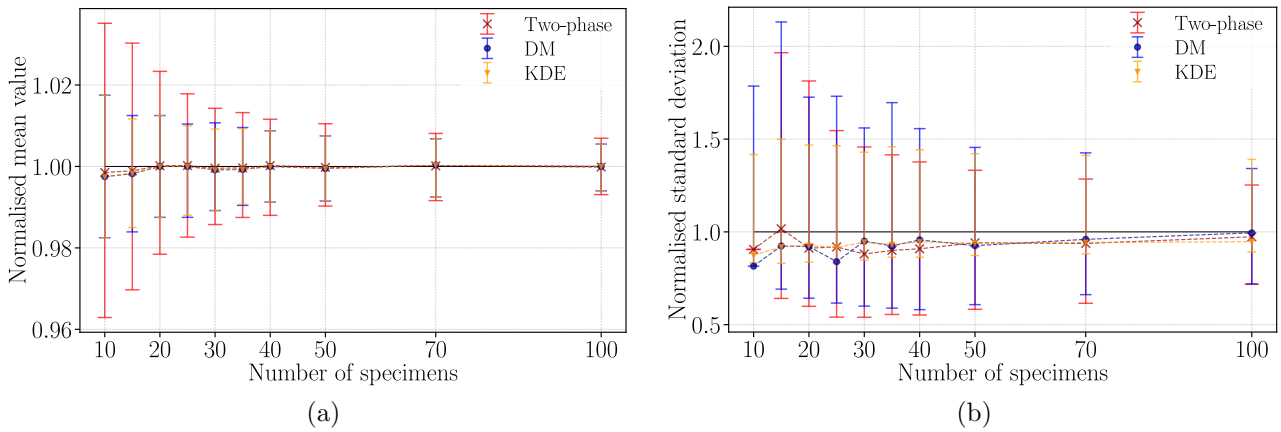 Normalised mean value
1.02
1.00
0.98
0.96
10 20 30 40 50 70 100
Number of specimens
Two-phase
DM
KDE
(a)
Normalised standard deviation
2.0
1.5
1.0
0.5
10 20 30 40 50 70 100
Number of specimens
Two-phase
DM
KDE
(b)